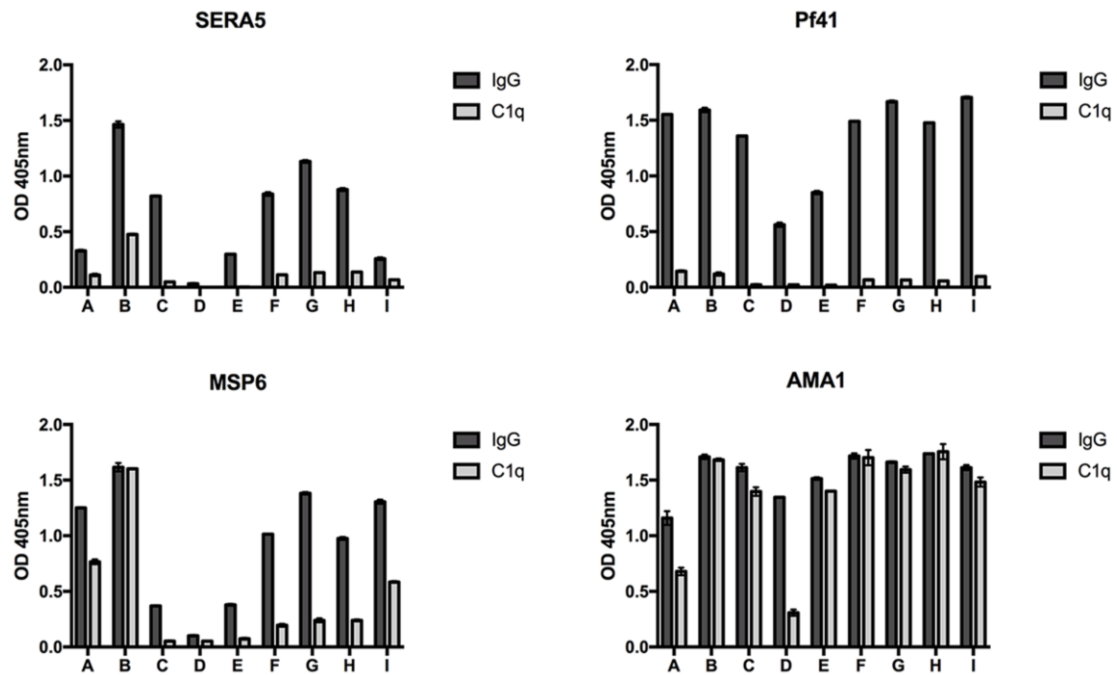 SERA5
2.0
1.5
1.0
0.5
0.0
OD 405nm
A B C D E F G H I
IgG
C1q
Pf41
2.0
1.5
1.0
0.5
0.0
OD 405nm
A B C D E F G H I
IgG
C1q
MSP6
2.0
1.5
1.0
0.5
0.0
OD 405nm
A B C D E F G H I
IgG
C1q
AMA1
2.0
1.5
1.0
0.5
0.0
OD 405nm
A B C D E F G H I
IgG
C1q